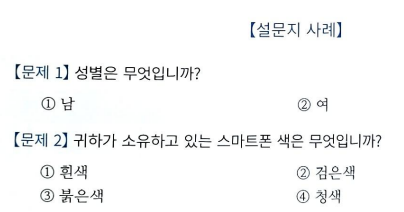 【설문지 사례】
【문제 1】 성별은 무엇입니까?
① 남 ② 여
【문제 2】 귀하가 소유하고 있는 스마트폰 색은 무엇입니까?
① 흰색 ② 검은색
③ 붉은색 ④ 청색